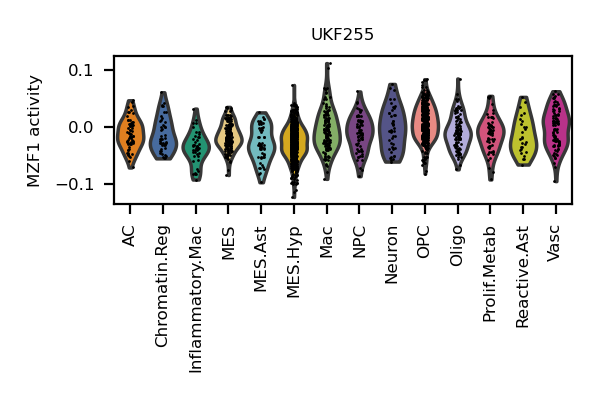 UKF255
MZF1 activity
0.1
0.0
−0.1
AC
Chromatin.Reg
Inflammatory.Mac
MES
MES.Ast
MES.Hyp
Mac
NPC
Neuron
OPC
Oligo
Prolif.Metab
Reactive.Ast
Vasc